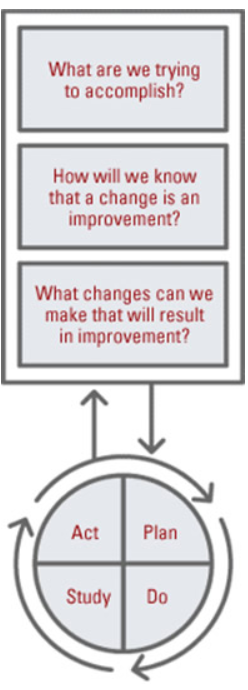 What are we trying
to accomplish?
How will we know
that a change is an
improvement?
What changes can we
make that will result
in improvement?
Act
Plan
Study
Do